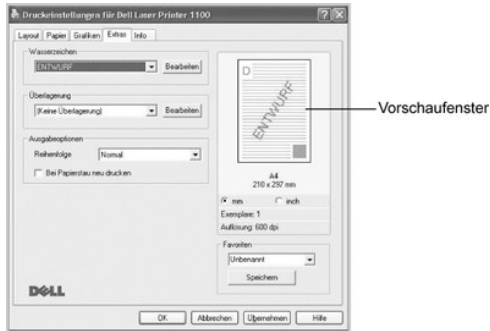 Druckeinstellungen für Dell Laser Printer 1100
Layout Papier Grafiken Extras Info
Wasserzeichen
ENTWURF Bearbeiten
Überlagerung
(Keine Überlagerung) Bearbeiten
Ausgabeoptionen
Reihenfolge Normal
Bei Papierstau neu drucken
D
ENTWURF
Vorschaufenster
A4
210 x 297 mm
mm inch
Exemplare: 1
Auflösung: 600 dpi
Favoriten
Unbenannt
Speichern
DELL
OK Abbrechen Übernehmen Hilfe